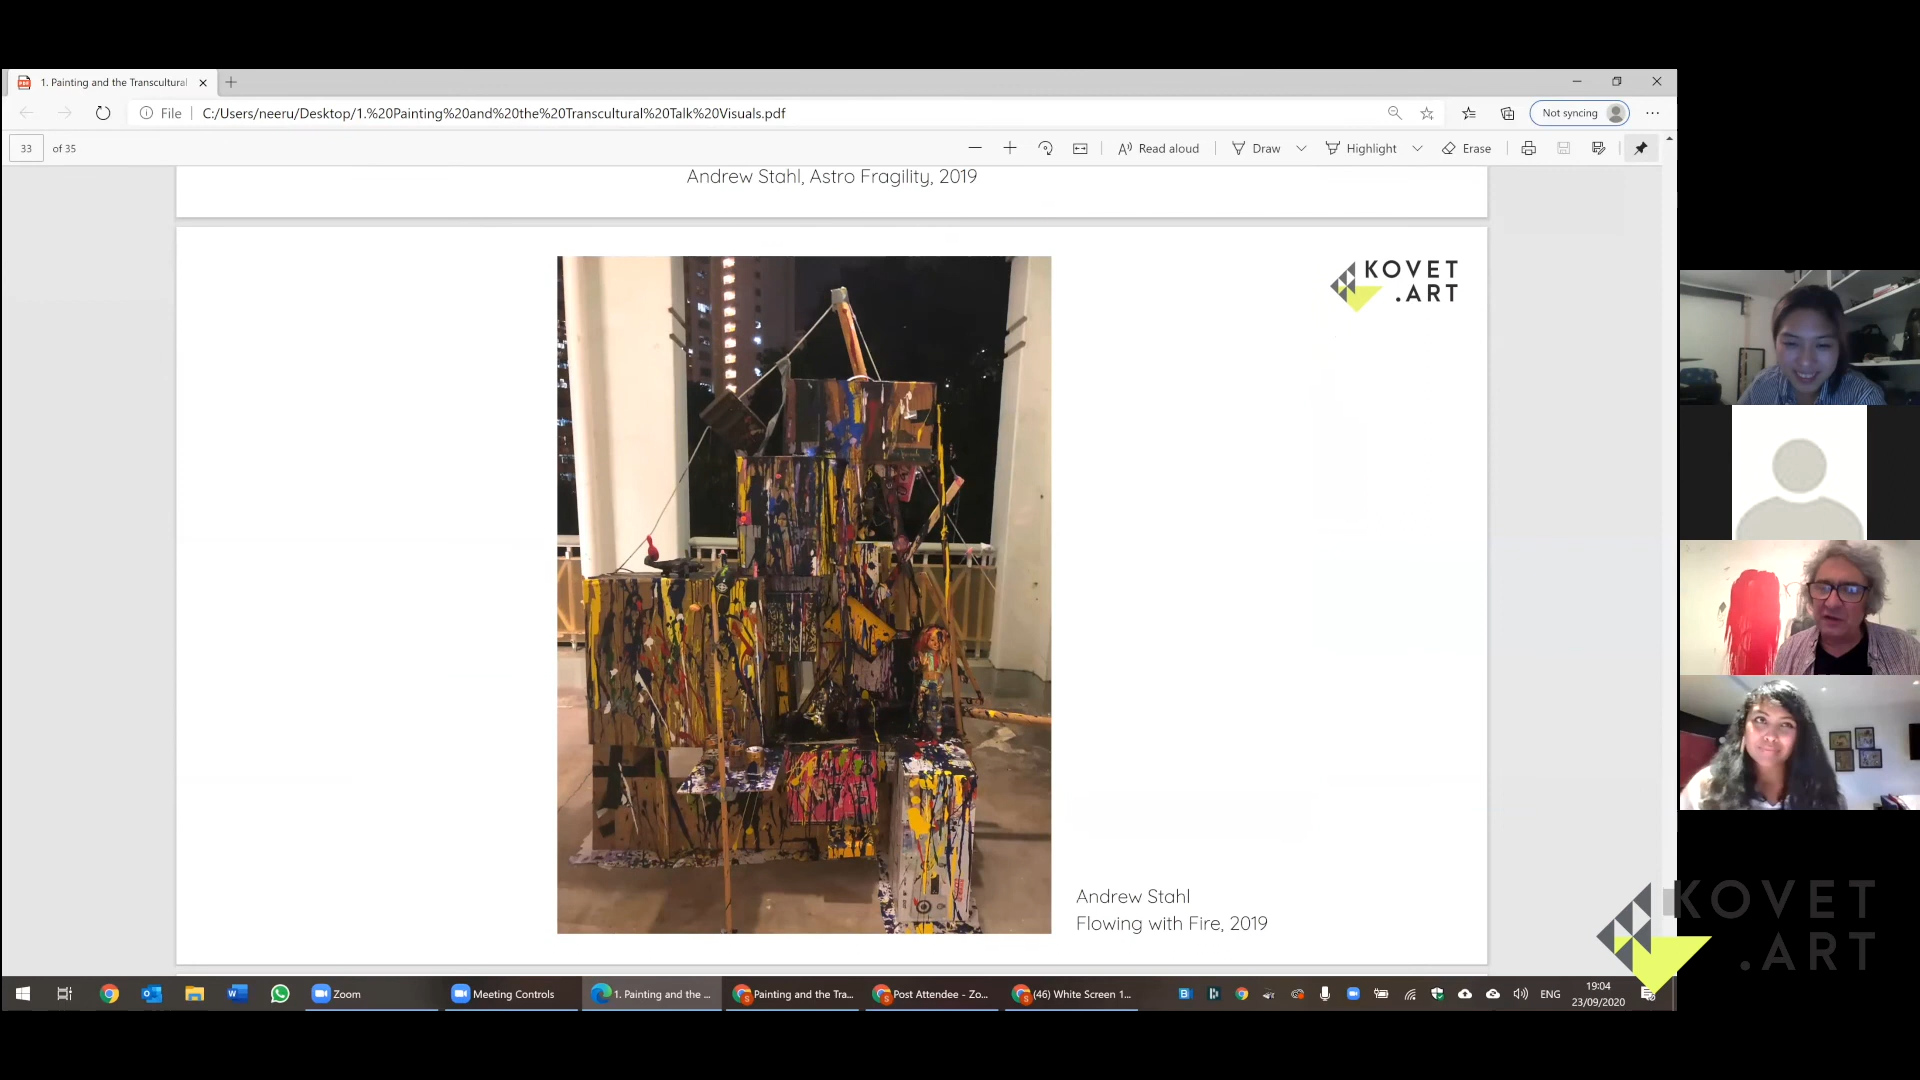 1. Painting and the Transcultural
File
C:/Users/neeru/Desktop/1.%20Painting%20and%20the%20Transcultural%20Talk%20Visuals.pdf
Not syncing
33 of 35
Read aloud
Draw
Highlight
Erase
Andrew Stahl, Astro Fragility, 2019
KOVET
.ART
Andrew Stahl
Flowing with Fire, 2019
KOVET
.ART
Zoom
Meeting Controls
1. Painting and the ...
Painting and the Tra...
Post Attendee - Zo...
(46) White Screen 1...
ENG
19:04
23/09/2020